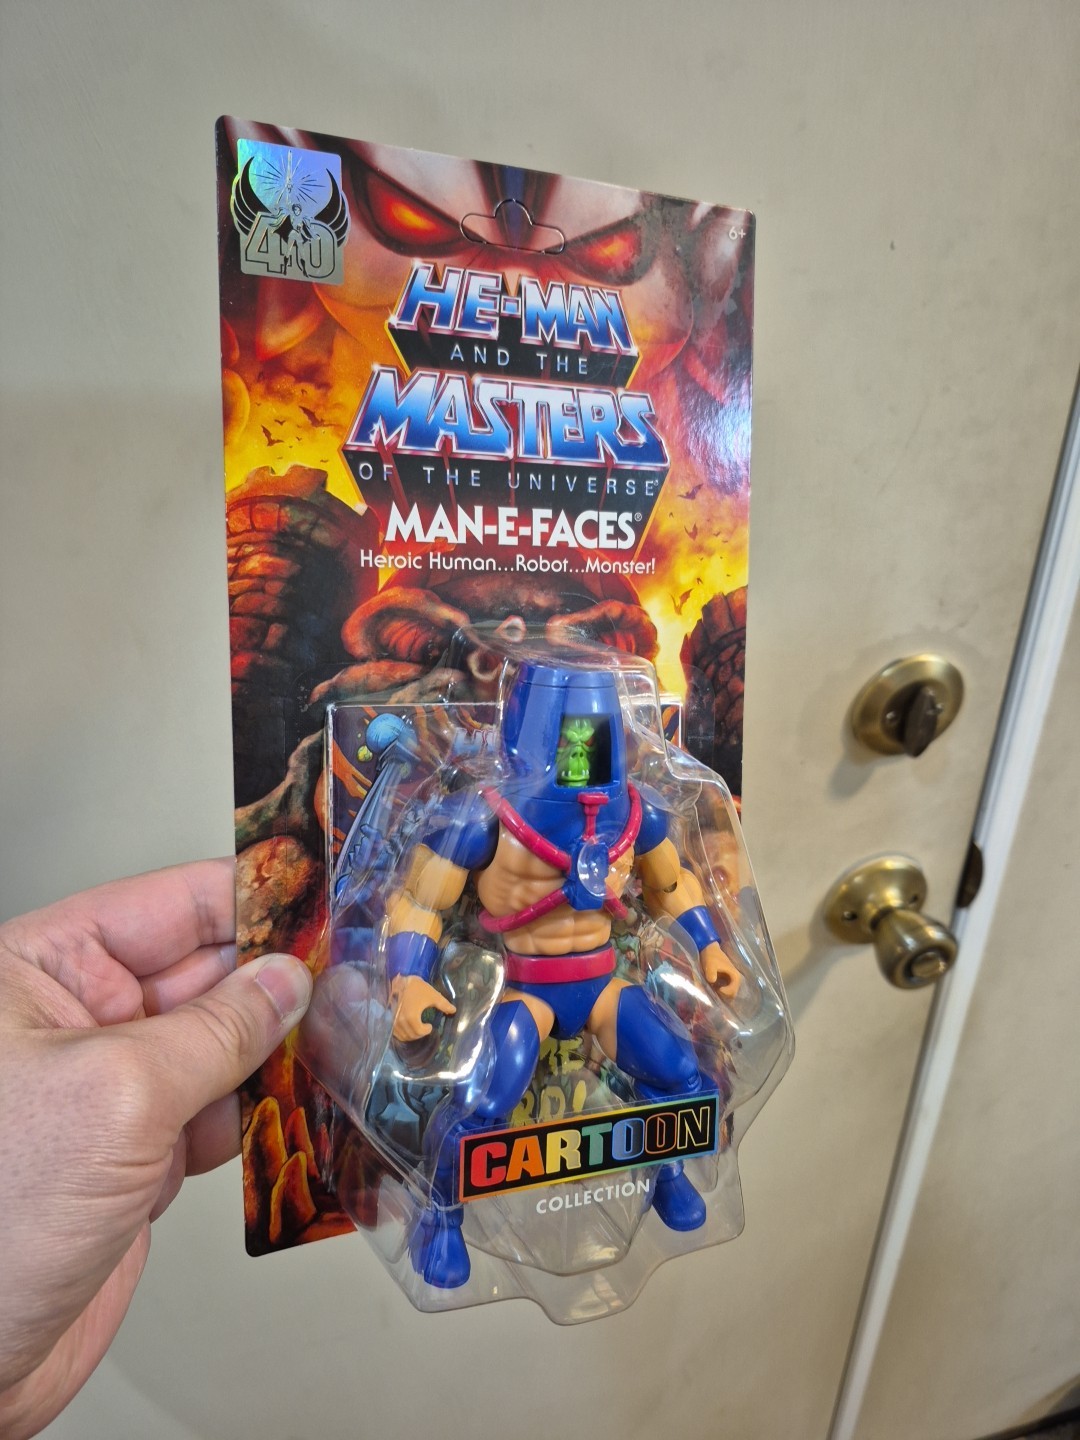 40
6+
HE-MAN
AND THE
MASTERS
OF THE UNIVERSE®
MAN-E-FACES®
Heroic Human...Robot...Monster!
CARTOON
COLLECTION